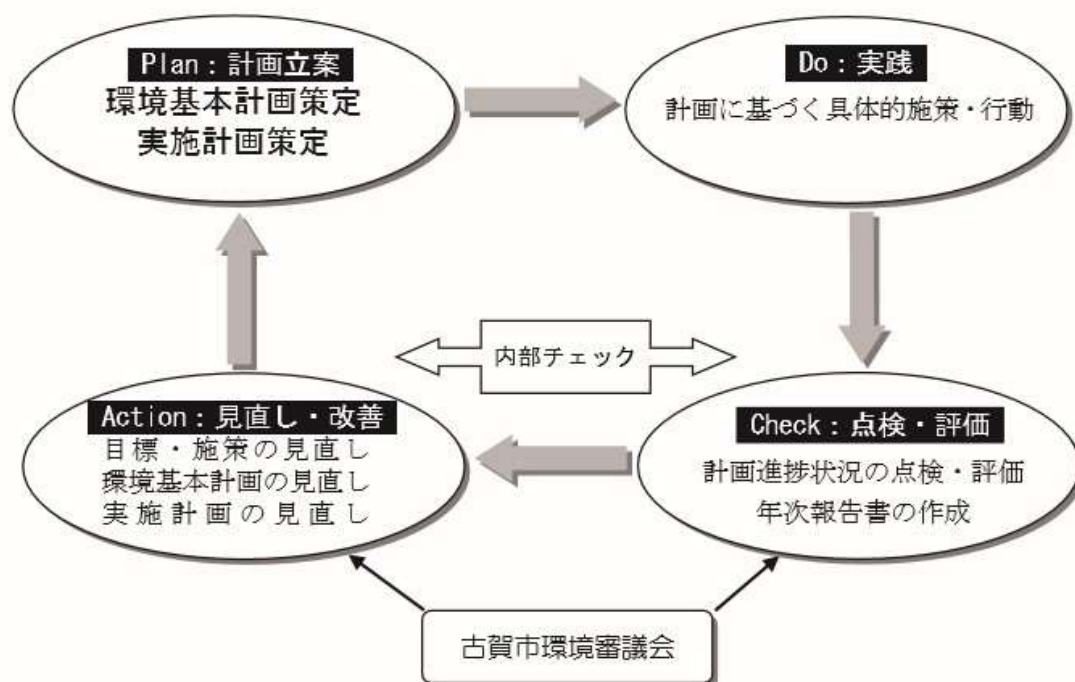 Plan：計画立案
環境基本計画策定
実施計画策定
Do：実践
計画に基づく具体的施策・行動
内部チェック
Action：見直し・改善
目標・施策の見直し
環境基本計画の見直し
実施計画の見直し
Check：点検・評価
計画進捗状況の点検・評価
年次報告書の作成
古賀市環境審議会